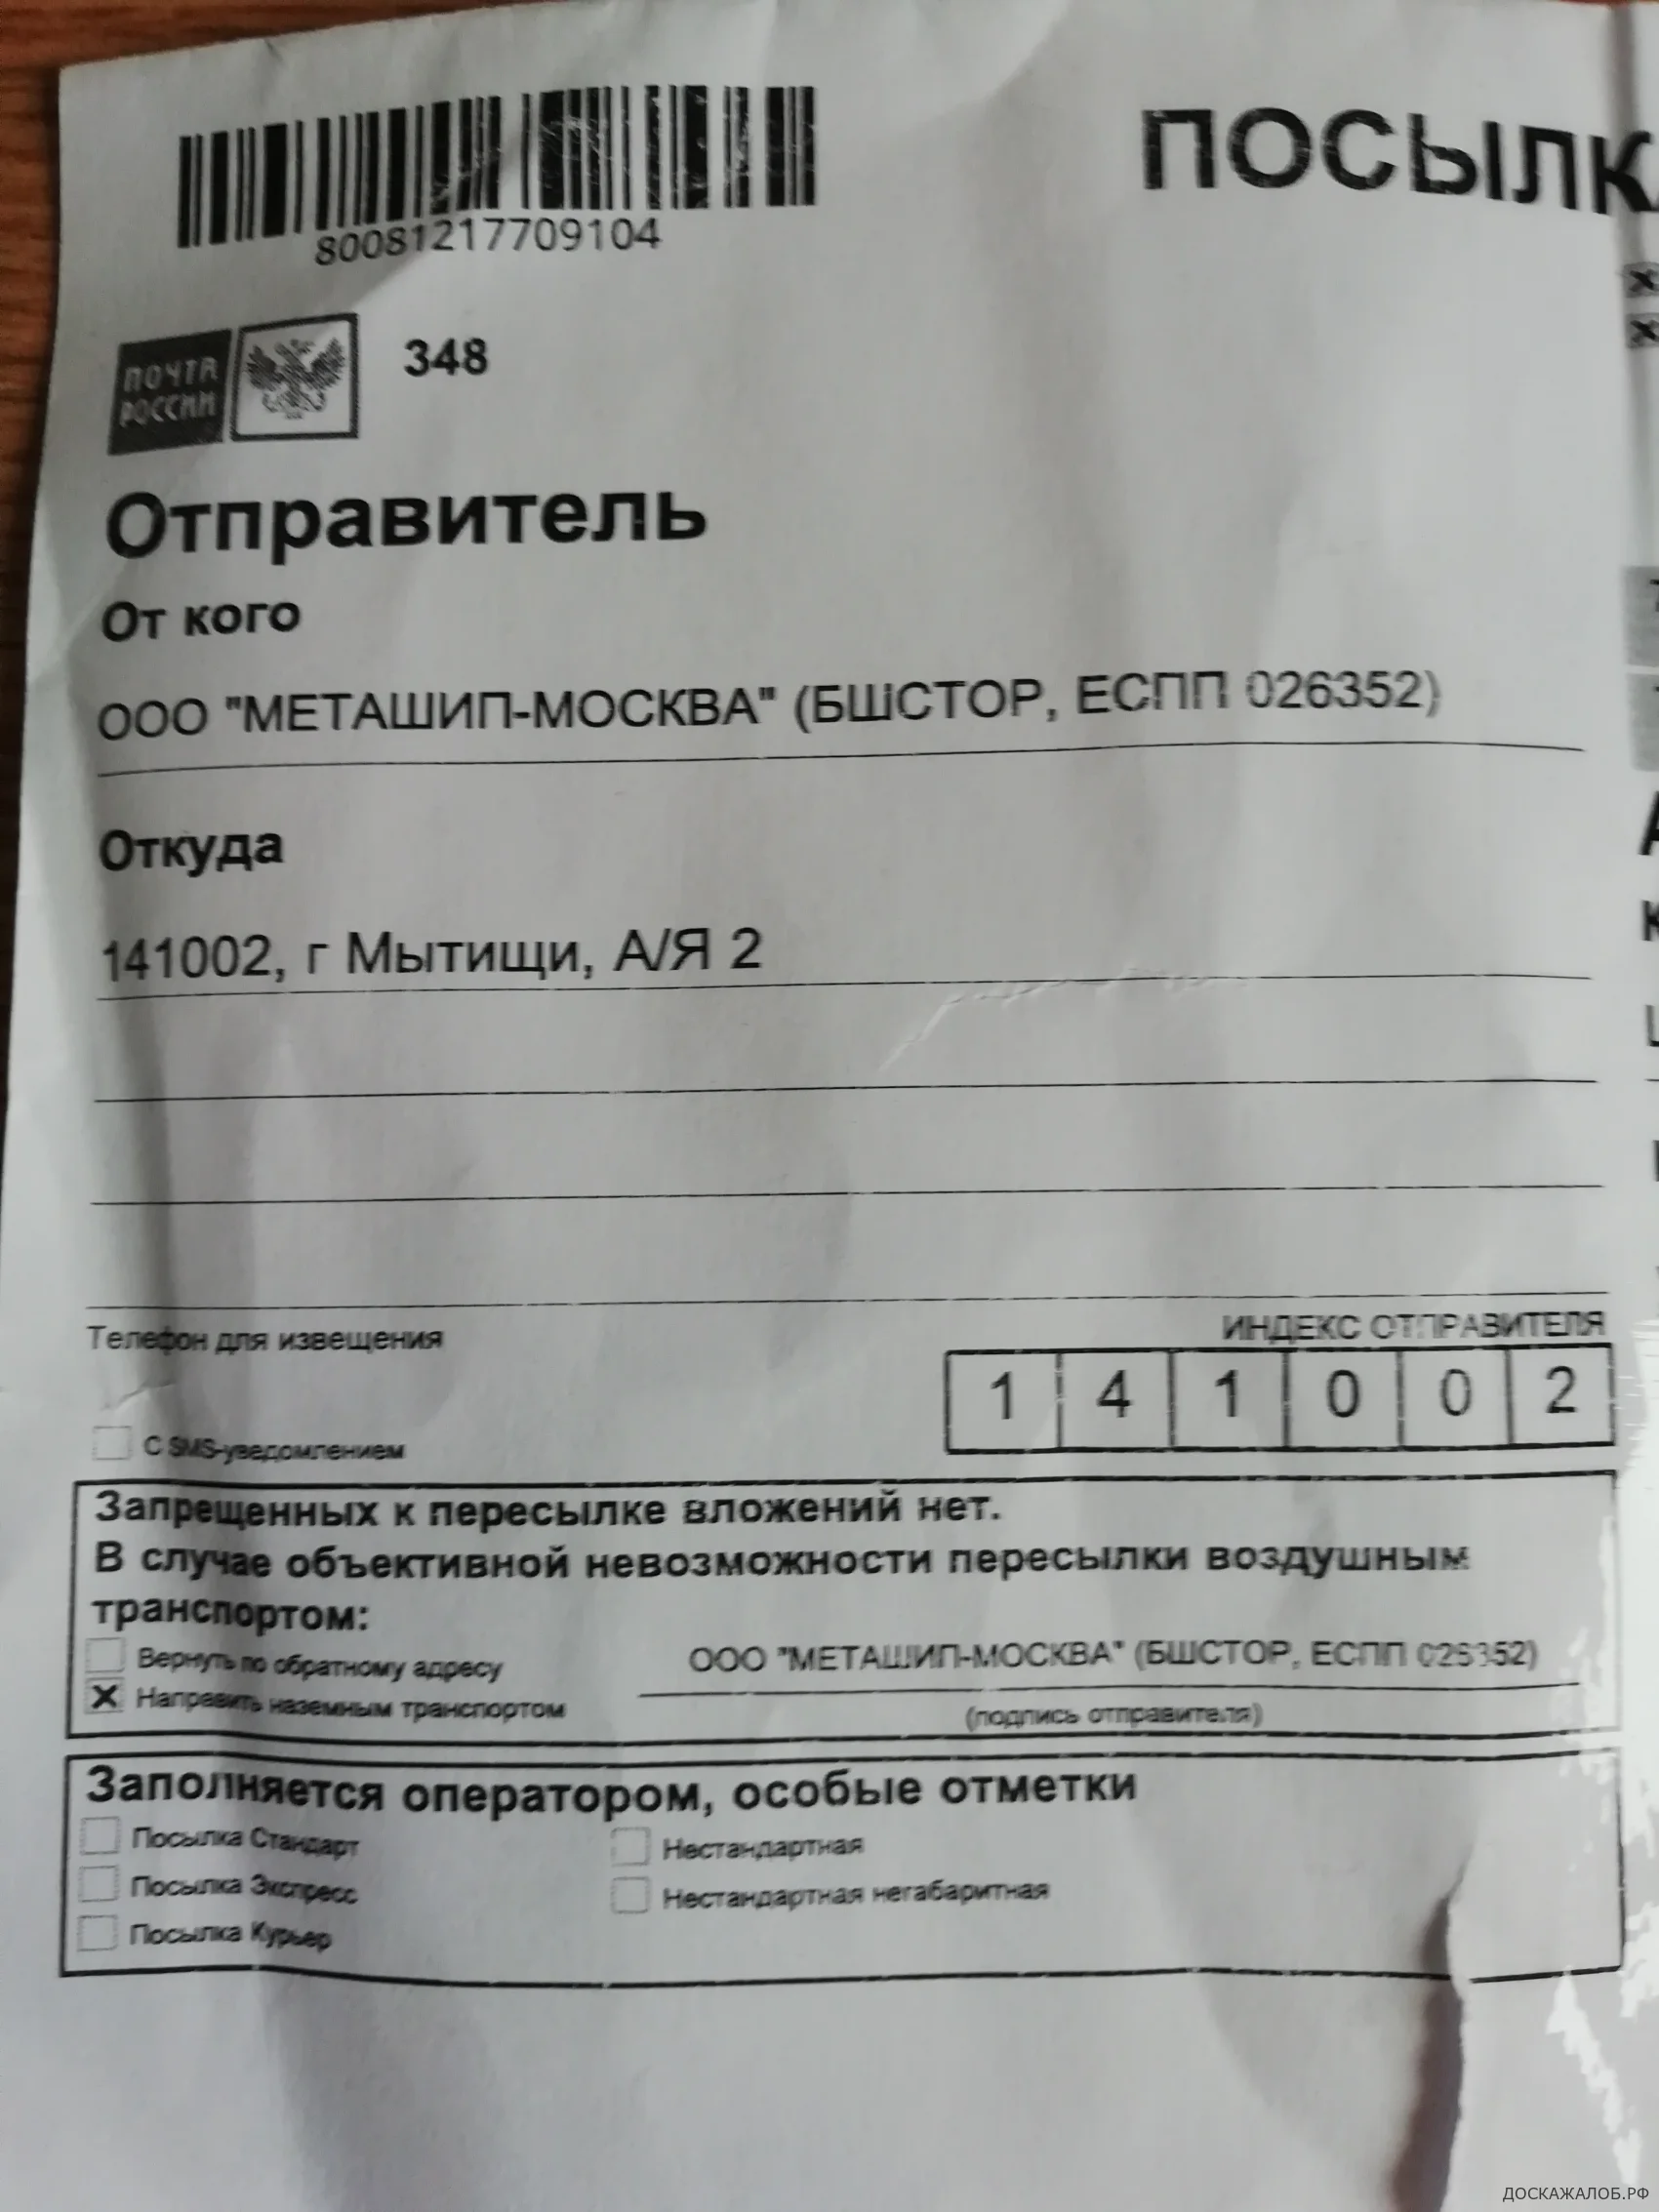 80081217709104
ПОСЫЛК
ПОЧТА
РОССИИ
348
Отправитель
От кого
ООО "МЕТАШИП-МОСКВА" (БШСТОР, ЕСПП 026352)
Откуда
141002, г Мытищи, А/Я 2
Телефон для извещения
ИНДЕКС ОТПРАВИТЕЛЯ
1 4 1 0 0 2
С SMS-уведомлением
Запрещенных к пересылке вложений нет.
В случае объективной невозможности пересылки воздушным
транспортом:
Вернуть по обратному адресу
ООО "МЕТАШИП-МОСКВА" (БШСТОР, ЕСПП 026352)
X Направить наземным транспортом
(подпись отправителя)
Заполняется оператором, особые отметки
Посылка Стандарт
Нестандартная
Посылка Экспресс
Нестандартная негабаритная
Посылка Курьер
ДОСКАЖАЛОБ.РФ